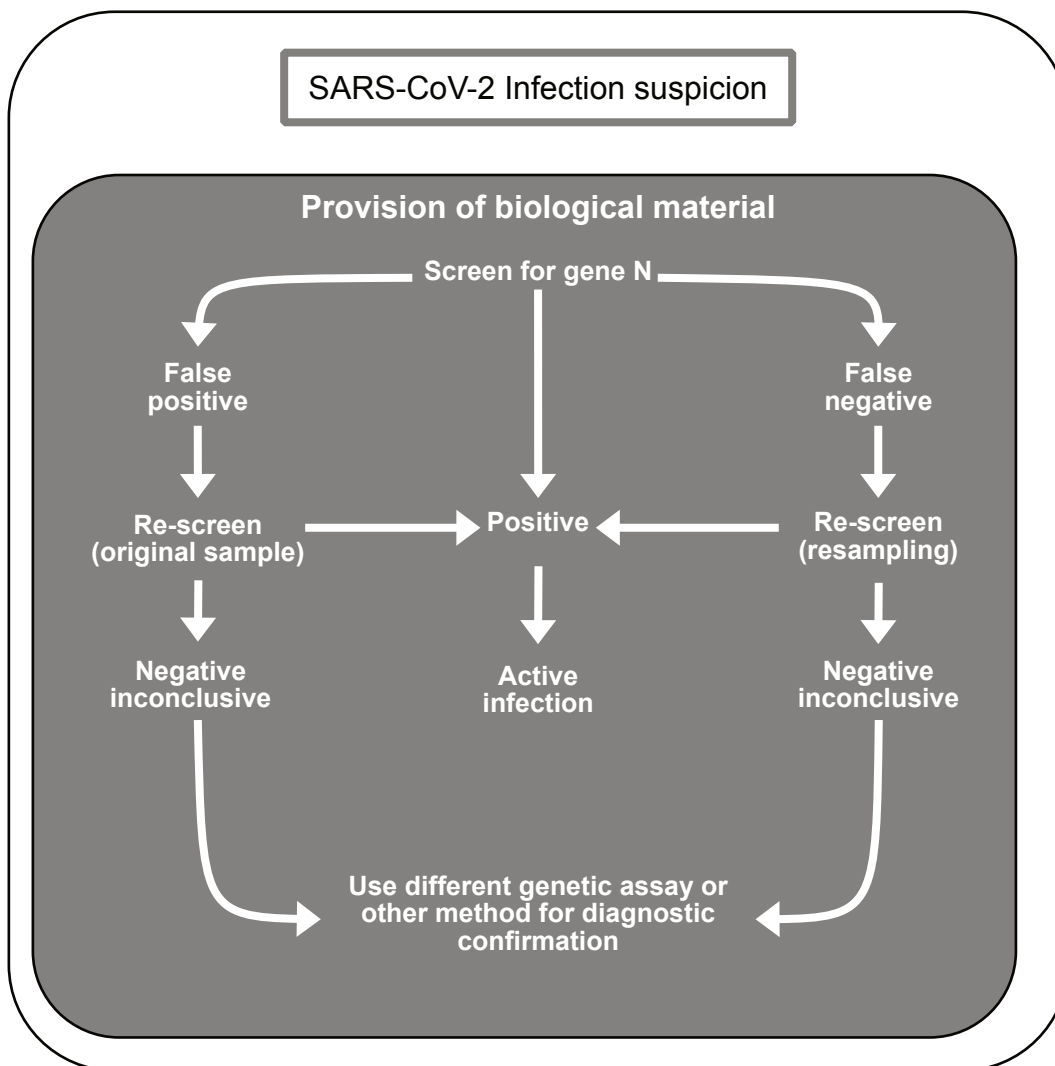 SARS-CoV-2 Infection suspicion
Provision of biological material
Screen for gene N
False
positive
False
negative
Re-screen
(original sample)
Positive
Re-screen
(resampling)
Negative
inconclusive
Active
infection
Negative
inconclusive
Use different genetic assay or
other method for diagnostic
confirmation